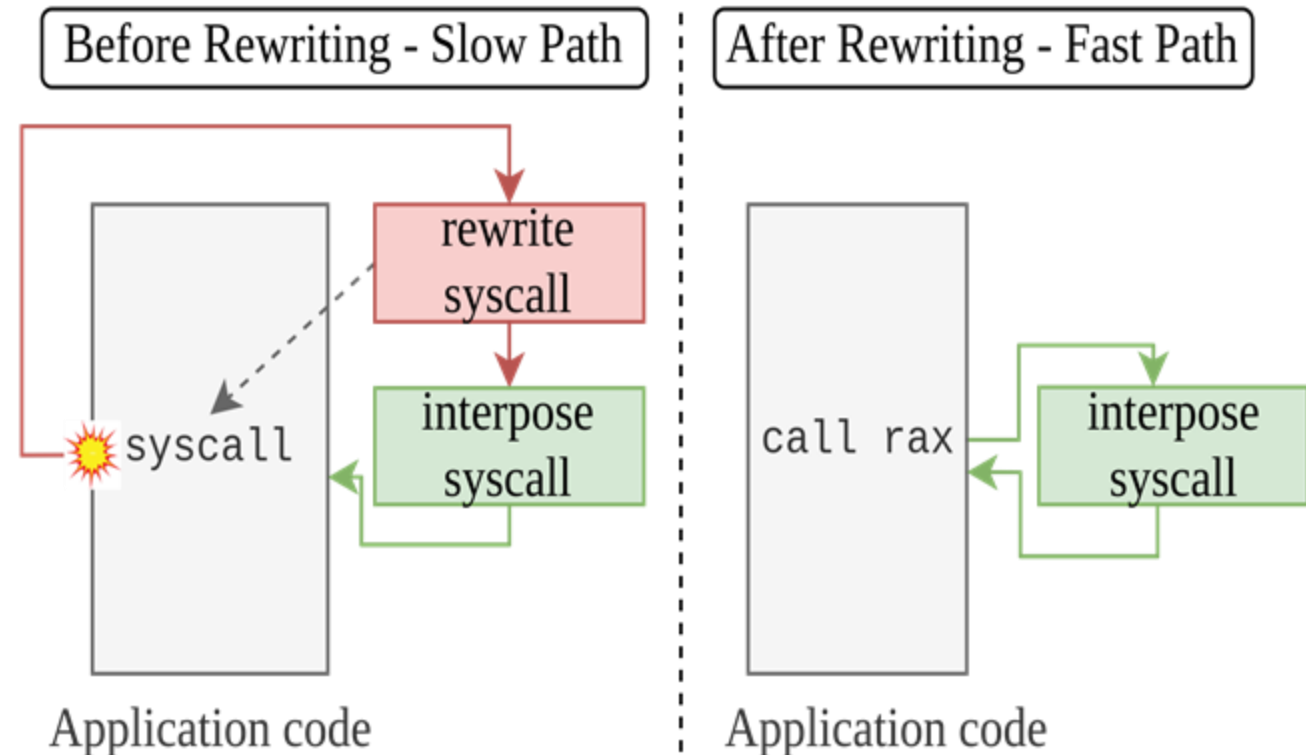 Before Rewriting - Slow Path
rewrite
syscall
interpose
syscall
syscall
Application code
After Rewriting - Fast Path
call rax
interpose
syscall
Application code